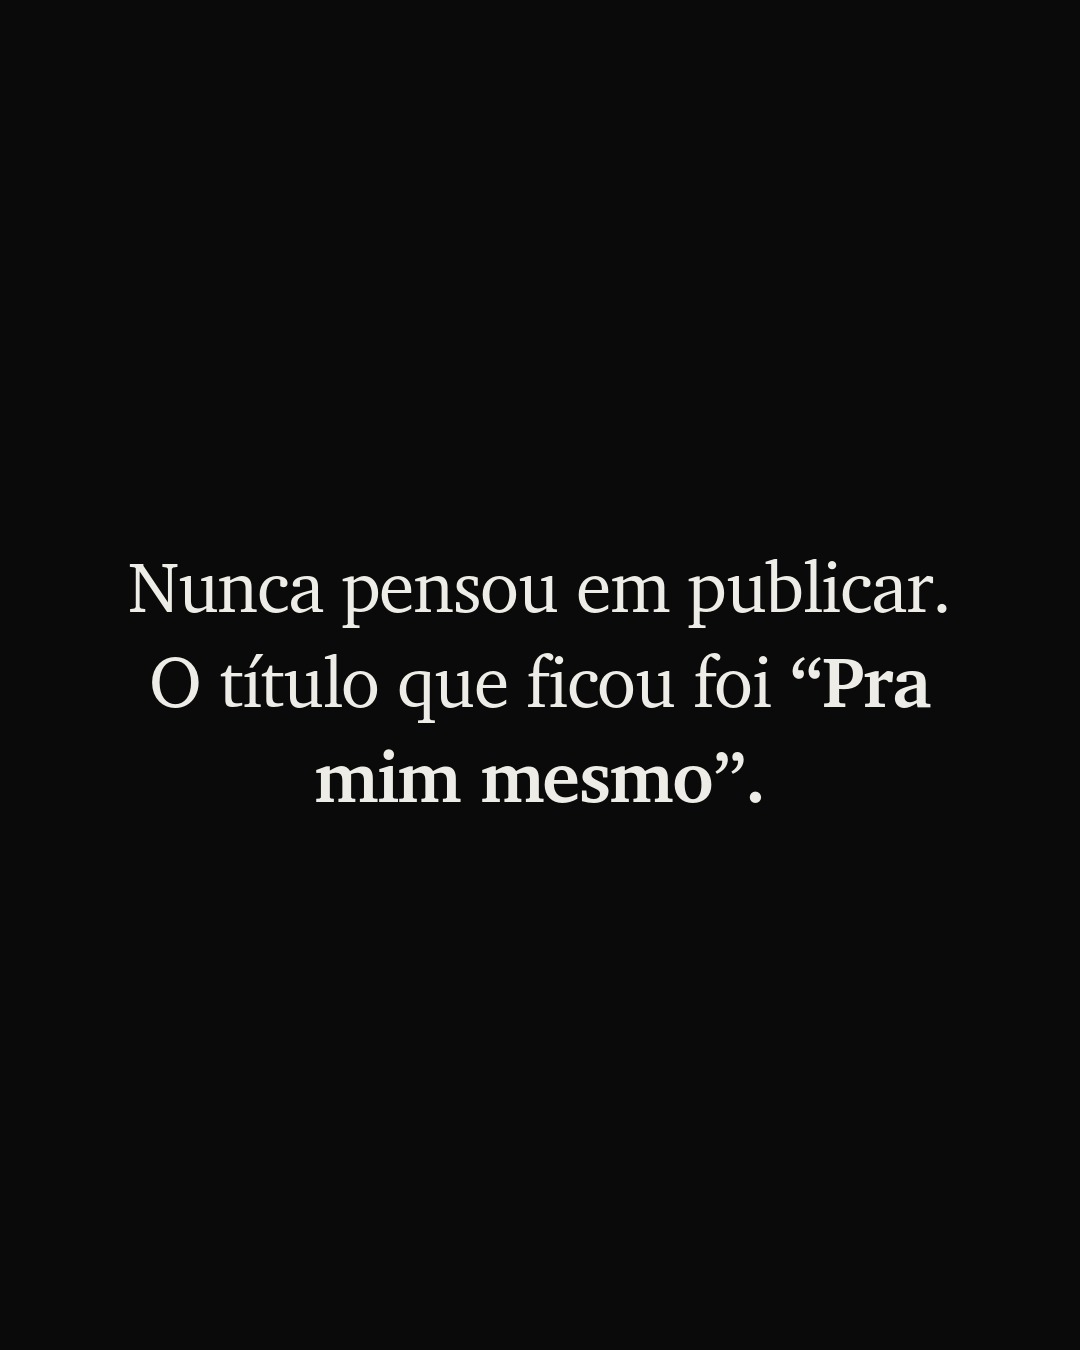 Nunca pensou em publicar.
O título que ficou foi “Pra
mim mesmo”.